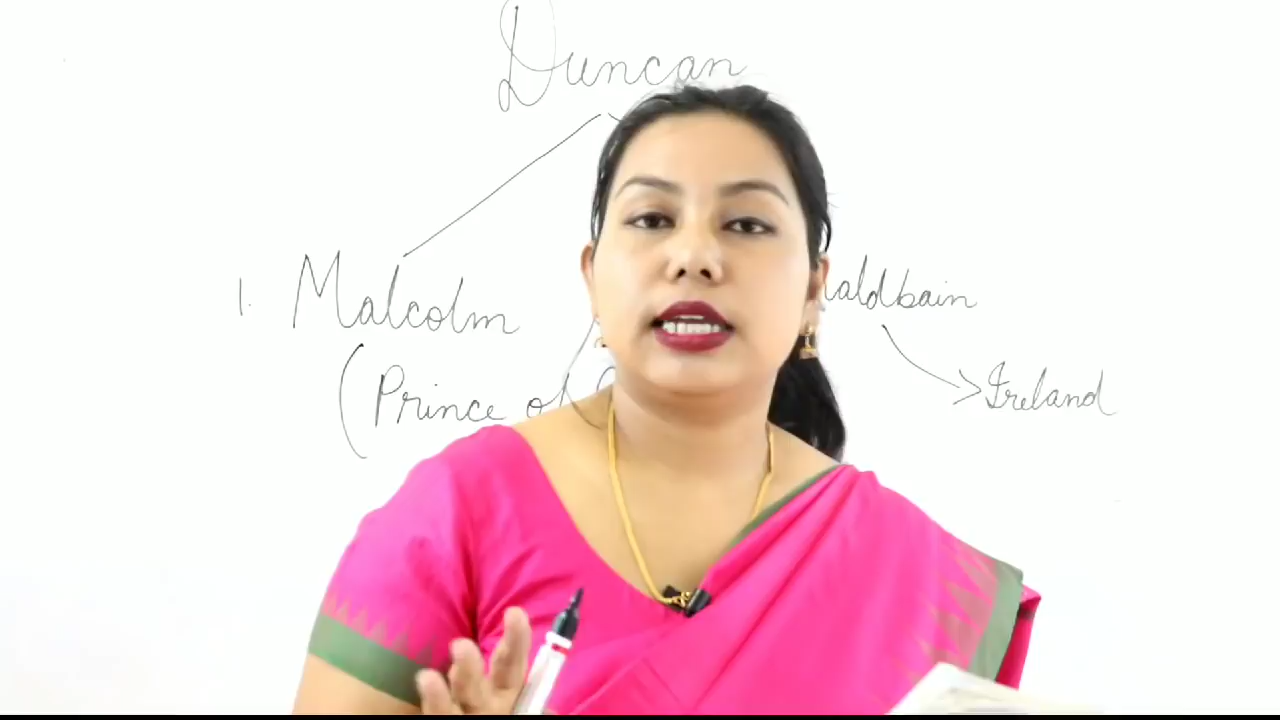 Duncan
1. Malcolm
aldbain
(Prince of
Ireland